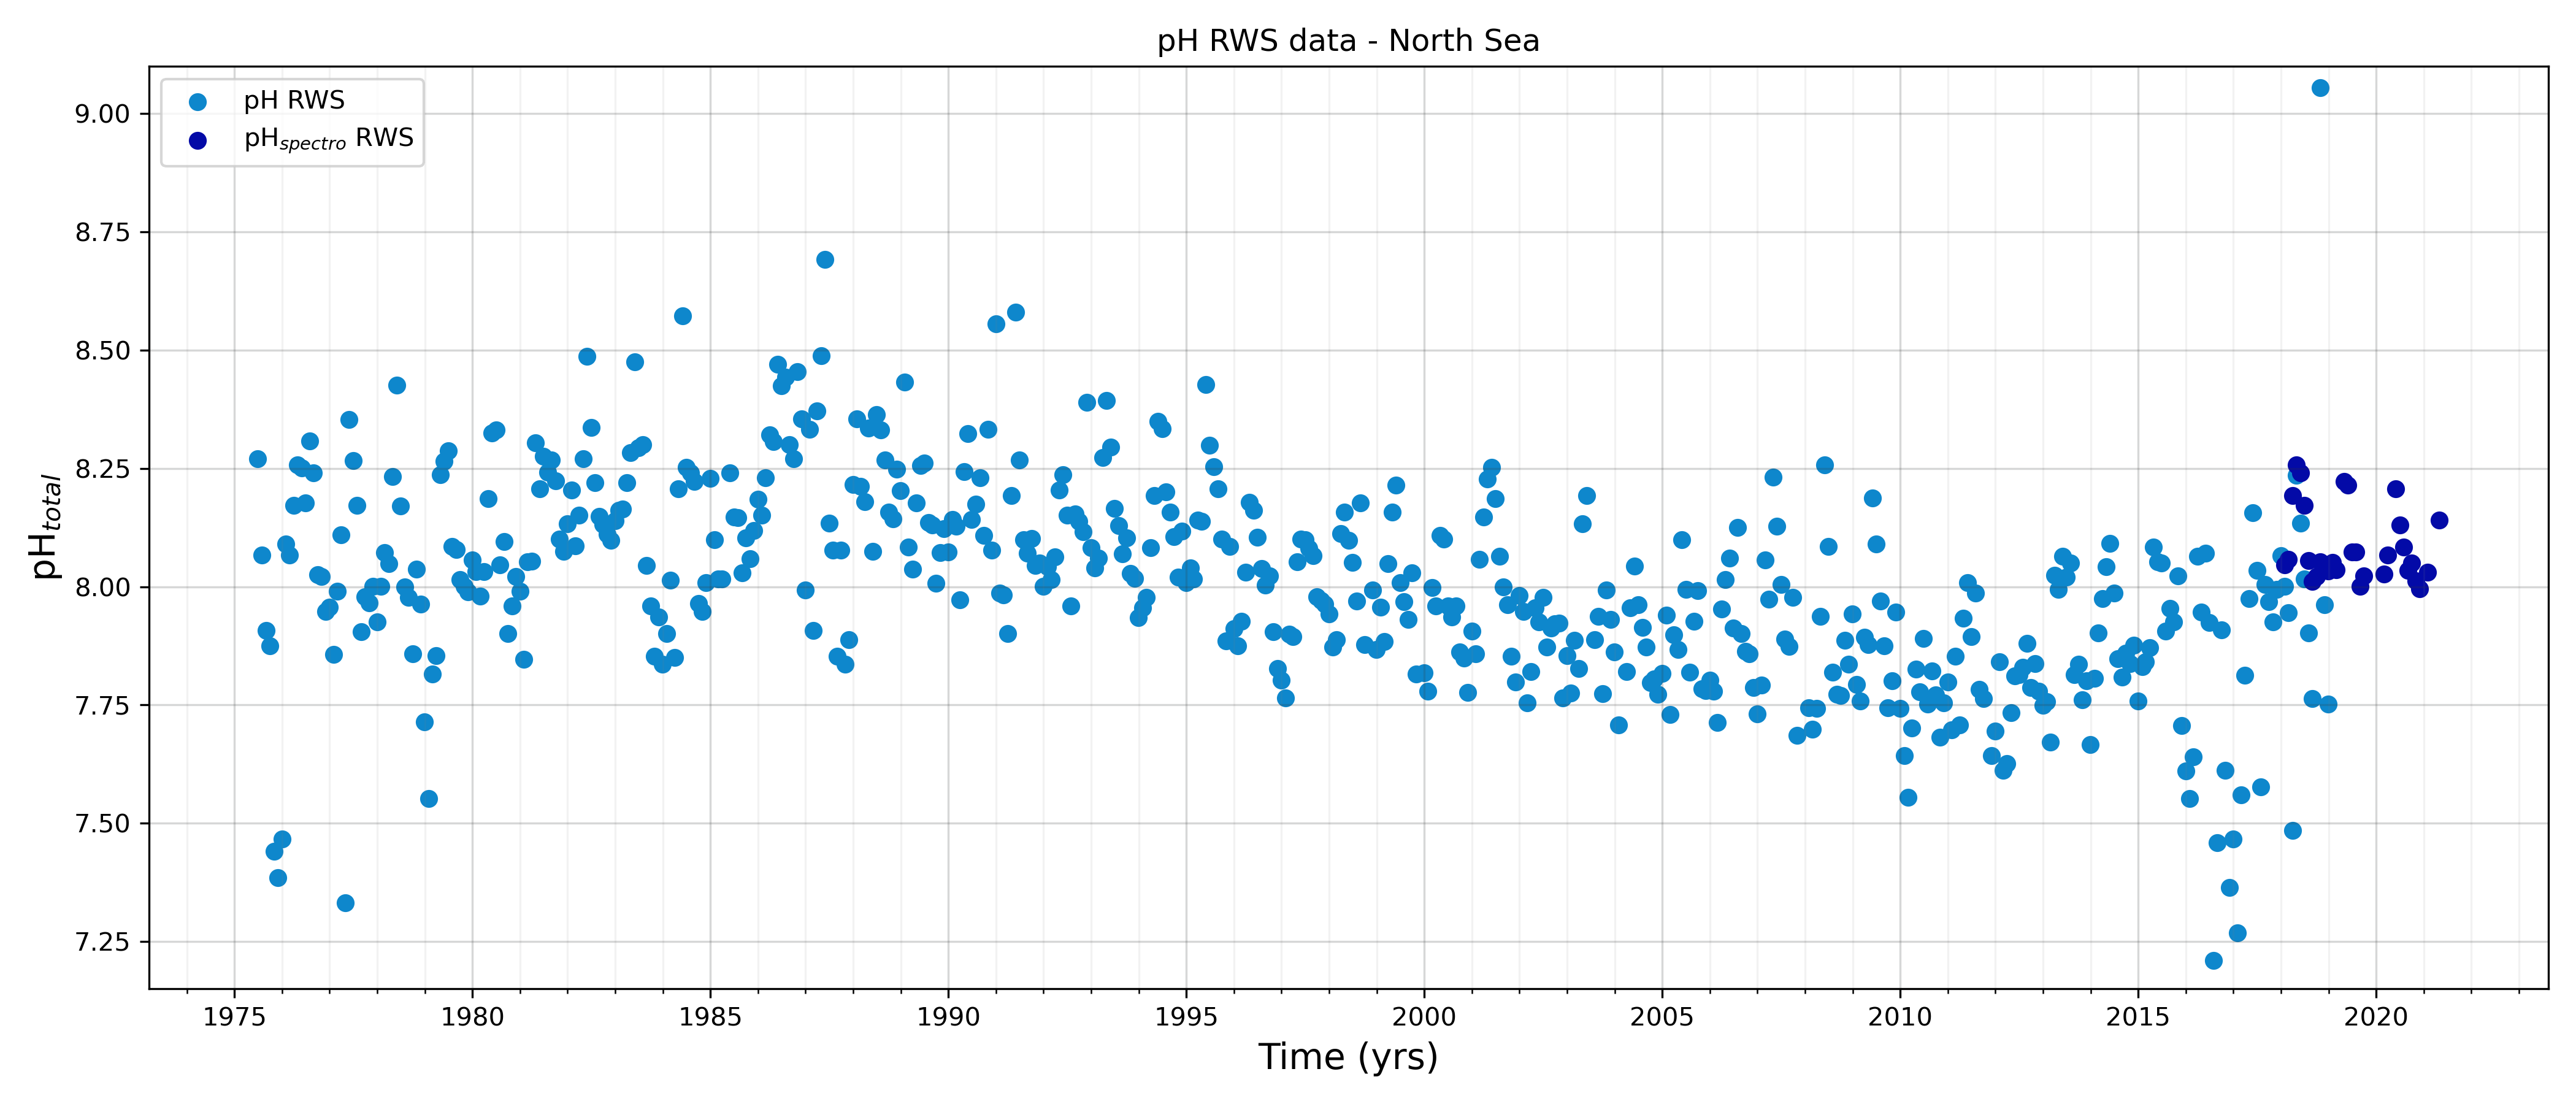 pH RWS data - North Sea
pH RWS
pHspectro RWS
9.00
8.75
8.50
8.25
8.00
7.75
7.50
7.25
pHtotal
1975 1980 1985 1990 1995 2000 2005 2010 2015 2020
Time (yrs)